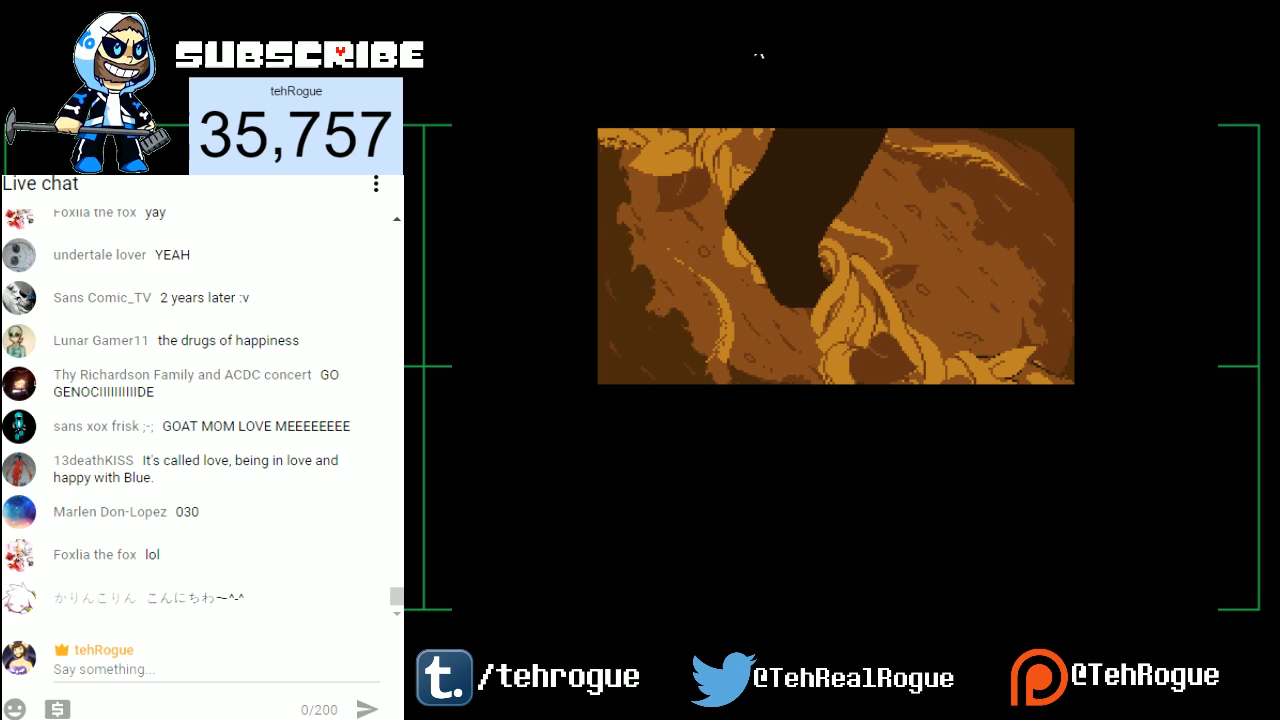 SUBSCRIBE
tehRogue
35,757
Live chat
Foxlia the fox yay
undertale lover YEAH
Sans Comic_TV 2 years later :v
Lunar Gamer11 the drugs of happiness
Thy Richardson Family and ACDC concert GO
GENOCIIIIIIIIIIDE
sans xox frisk ;-; GOAT MOM LOVE MEEEEEEEE
13deathKISS It's called love, being in love and
happy with Blue.
Marlen Don-Lopez 030
Foxlia the fox lol
かりんこりん こんにちわ〜^-^
tehRogue
Say something...
0/200
t. /tehrogue
@TehRealRogue
@TehRogue